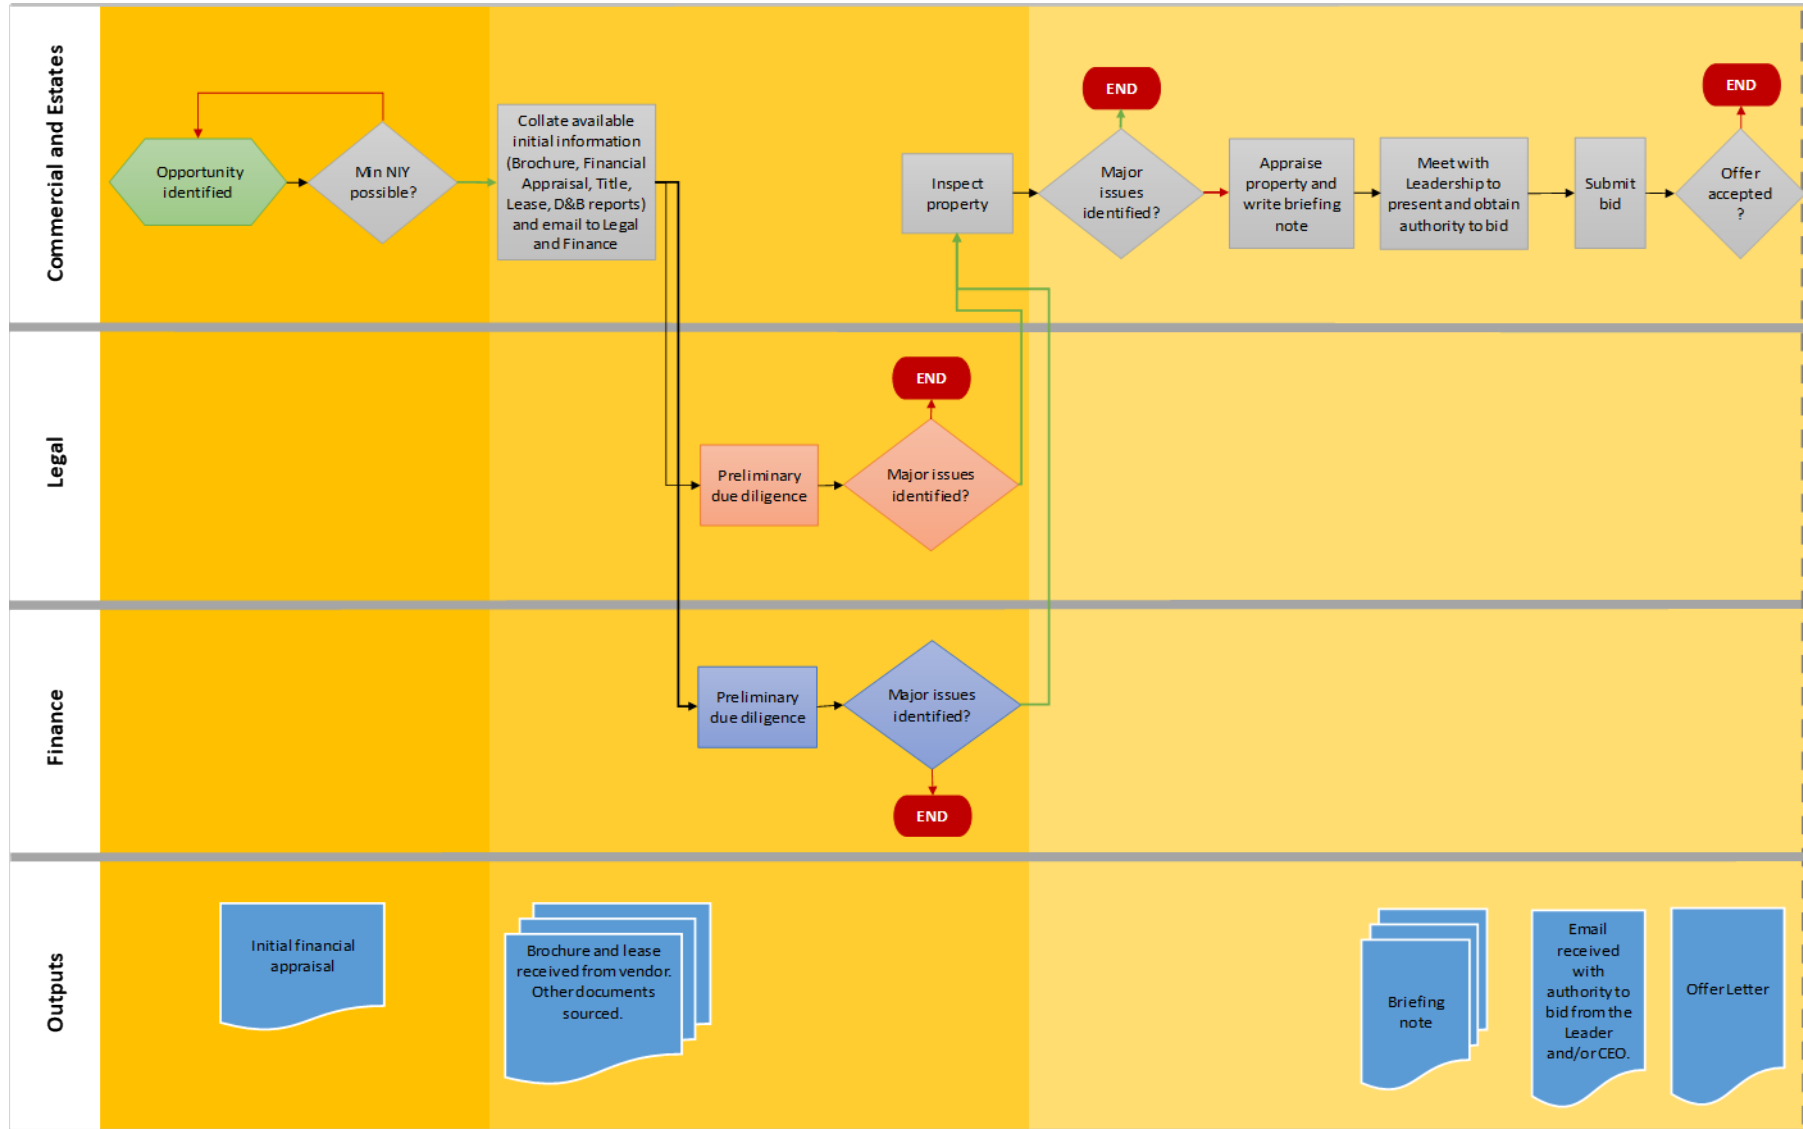 Commercial and Estates
Opportunity
identified
Min NIY
possible?
Collate available
initial information
(Brochure, Financial
Appraisal, Title,
Lease, D&B reports)
and email to Legal
and Finance
Inspect
property
END
Major
issues
identified?
Appraise
property and
write briefing
note
Meet with
Leadership to
present and obtain
authority to bid
Submit
bid
END
Offer
accepted
?
Legal
Preliminary
due diligence
END
Major issues
identified?
Finance
Preliminary
due diligence
Major issues
identified?
END
Outputs
Initial financial
appraisal
Brochure and lease
received from vendor.
Other documents
sourced.
Briefing
note
Email
received
with
authority to
bid from the
Leader
and/or CEO.
Offer Letter